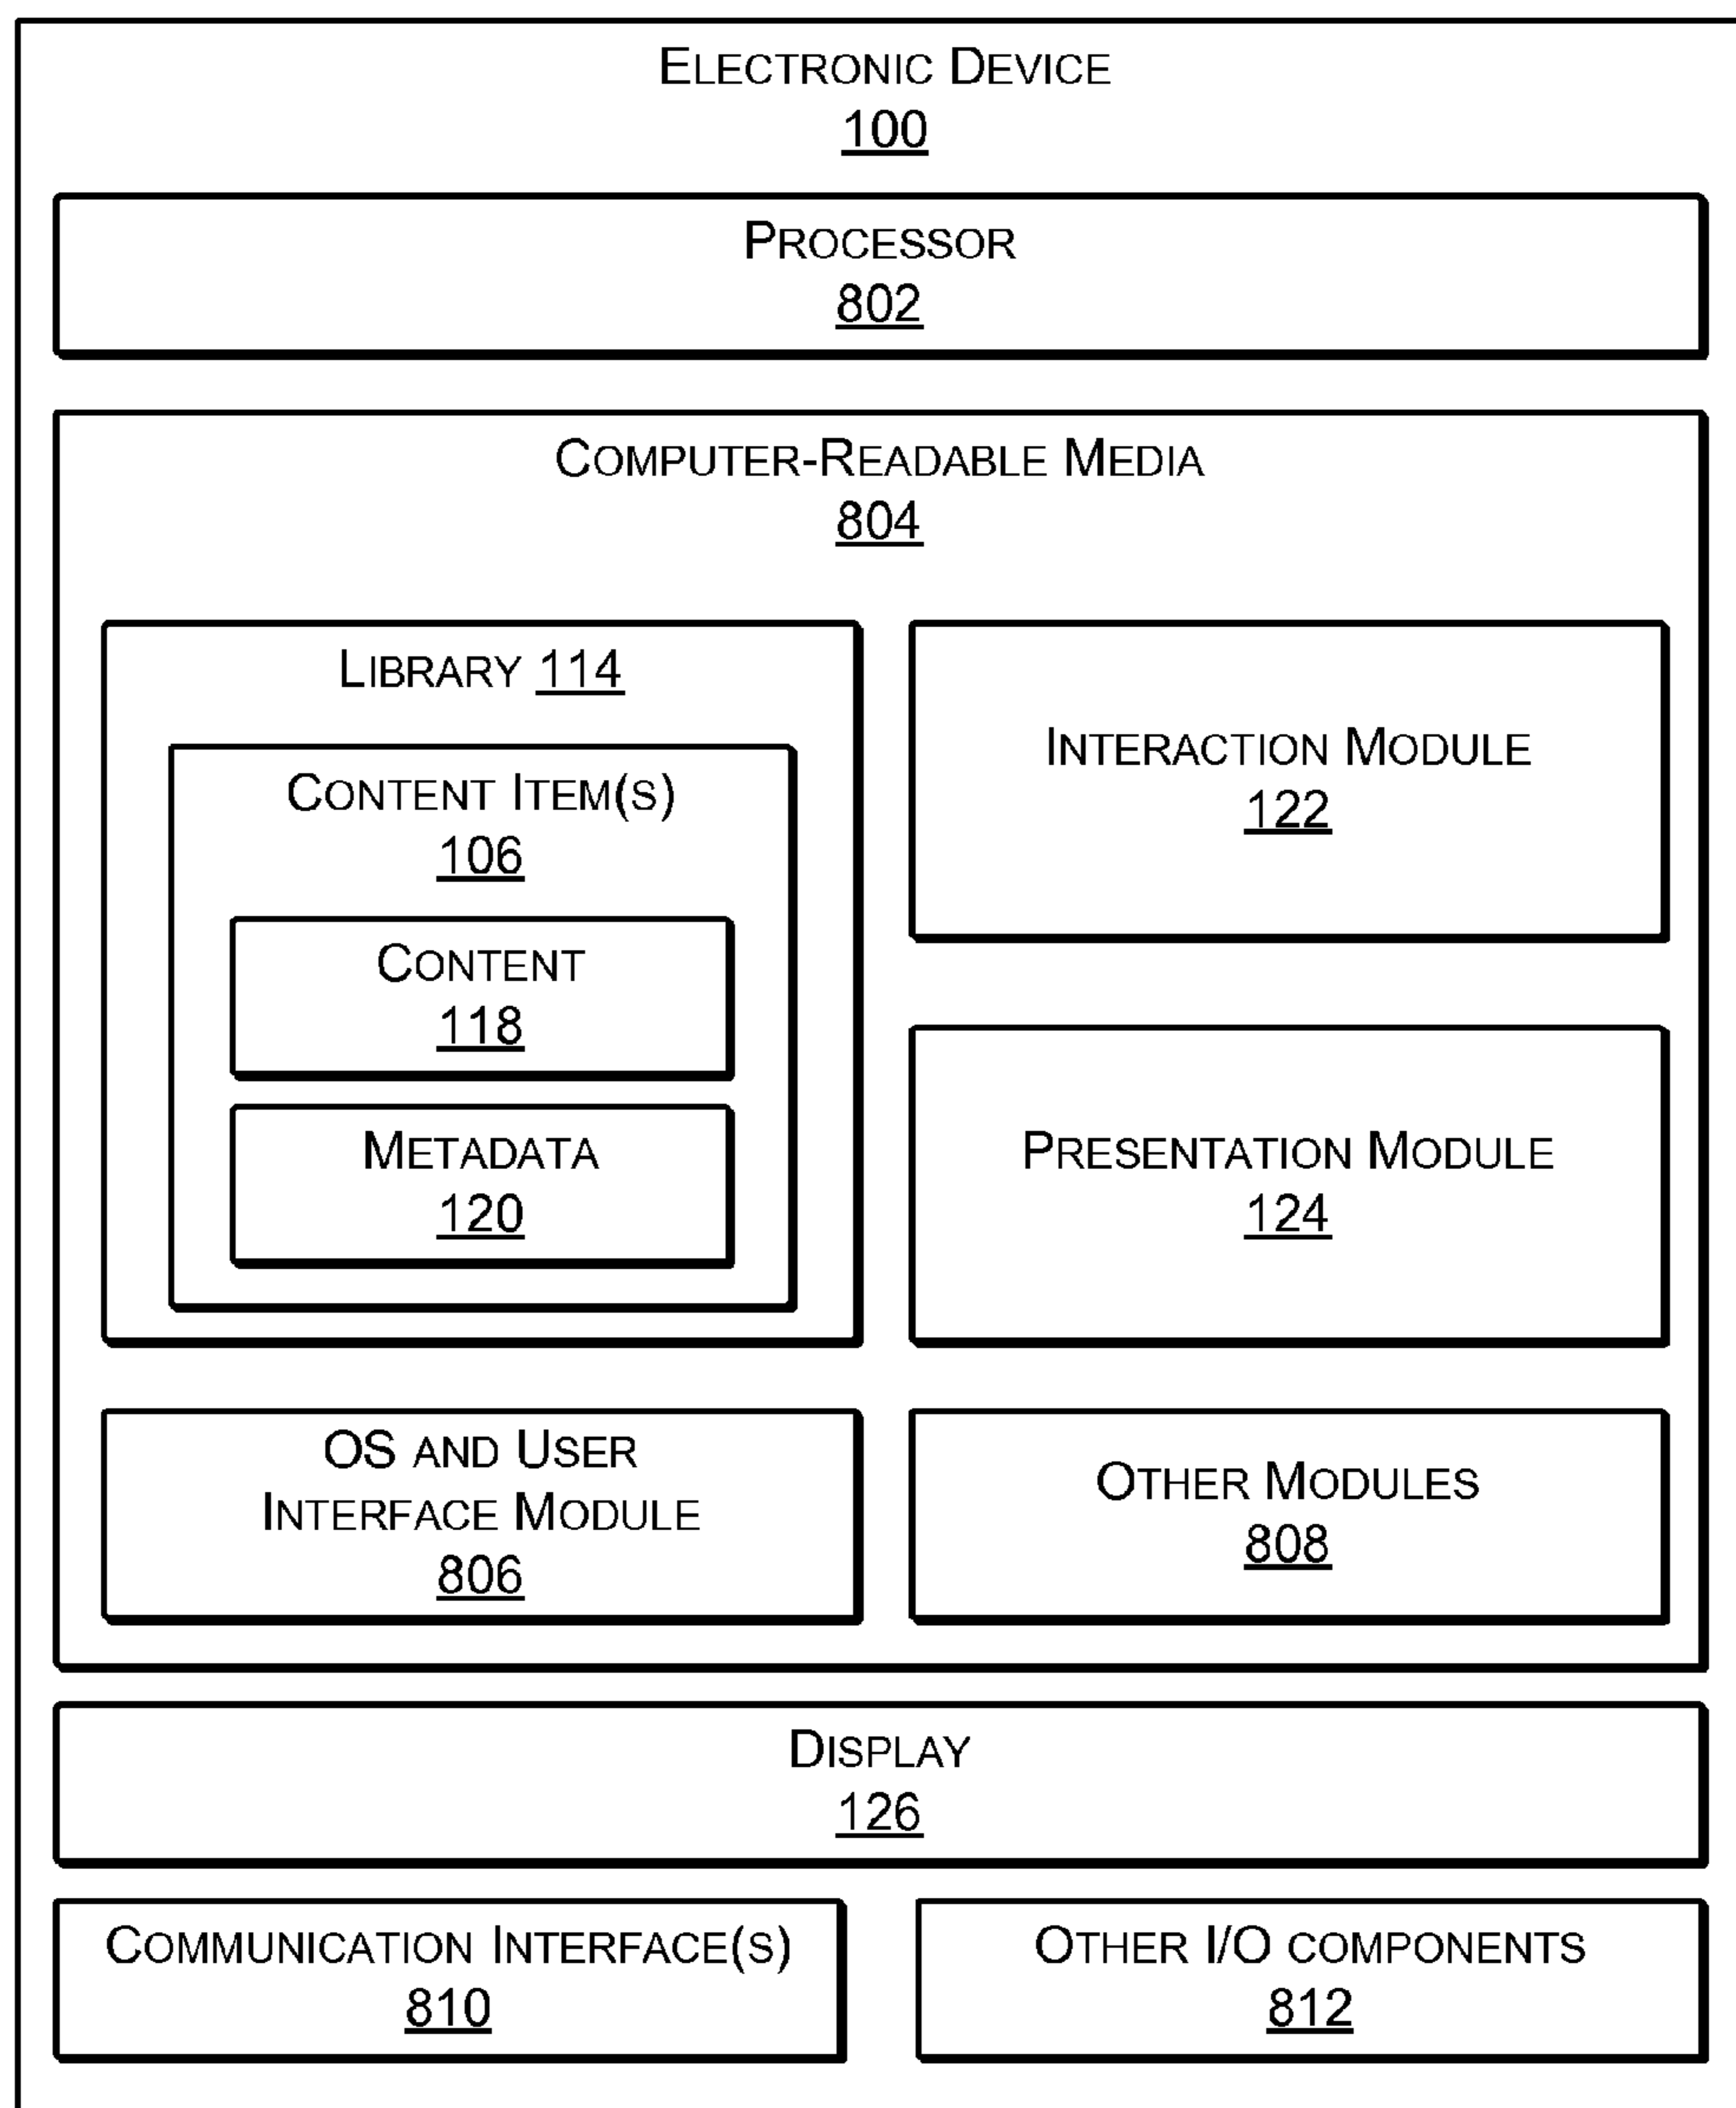 ELECTRONIC DEVICE
100
PROCESSOR
802
COMPUTER-READABLE MEDIA
804
LIBRARY 114
CONTENT ITEM(S)
106
CONTENT
118
METADATA
120
INTERACTION MODULE
122
PRESENTATION MODULE
124
OS AND USER
INTERFACE MODULE
806
OTHER MODULES
808
DISPLAY
126
COMMUNICATION INTERFACE(S)
810
OTHER I/O COMPONENTS
812